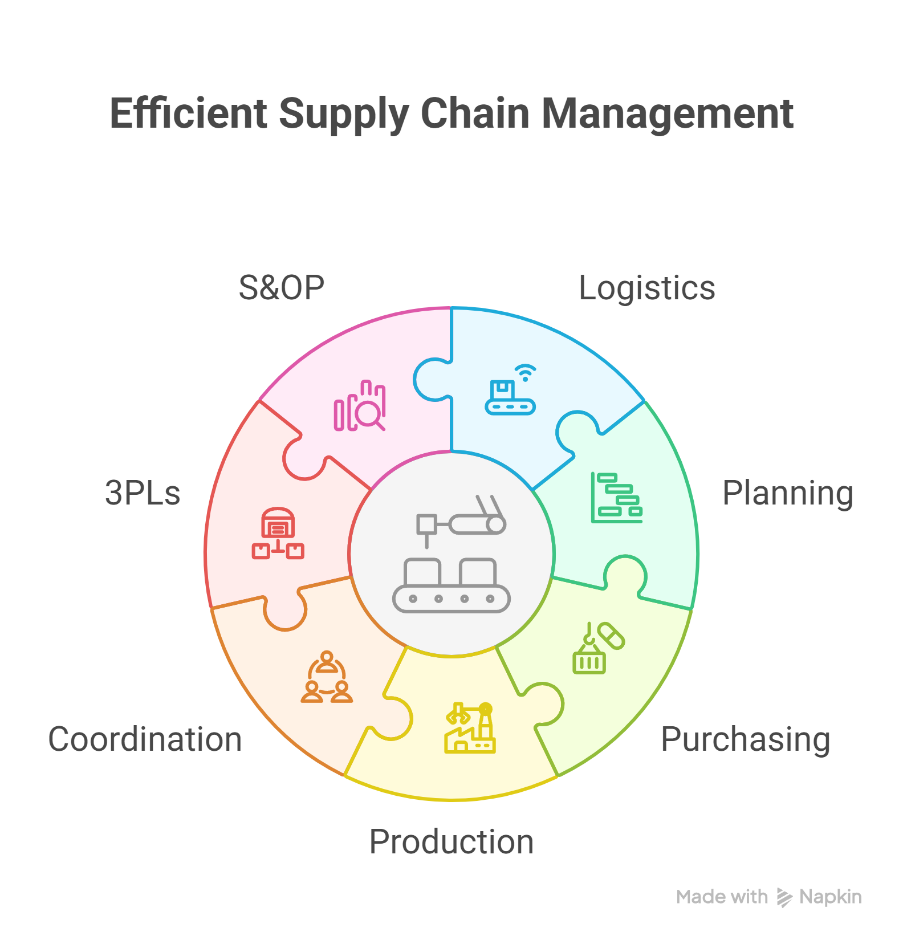 Efficient Supply Chain Management
S&OP
Logistics
3PLs
Planning
Coordination
Purchasing
Production
Made with Napkin